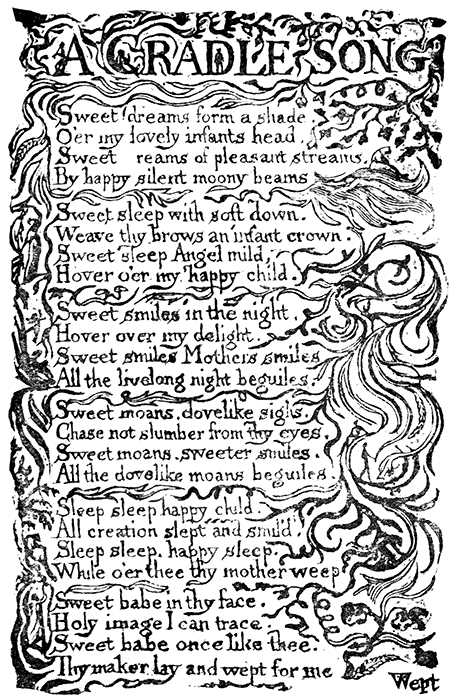 A CRADLE SONG
Sweet dreams form a shade
O'er my lovely infants head.
Sweet reams of pleasant streams.
By happy silent moony beams
Sweet sleep with soft down.
Weave thy brows an infant crown.
Sweet sleep Angel mild,
Hover o'er my happy child.
Sweet smiles in the night.
Hover over my delight.
Sweet smiles Mothers smiles
All the livelong night beguiles.
Sweet moans, dovelike sighs.
Chase not slumber from thy eyes.
Sweet moans, sweeter smiles.
All the dovelike moans beguiles.
Sleep sleep happy child.
All creation slept and smil'd
Sleep sleep, happy sleep.
While o'er thee thy mother weep
Sweet babe in thy face.
Holy image I can trace.
Sweet babe once like thee.
Thy maker lay and wept for me
Wept